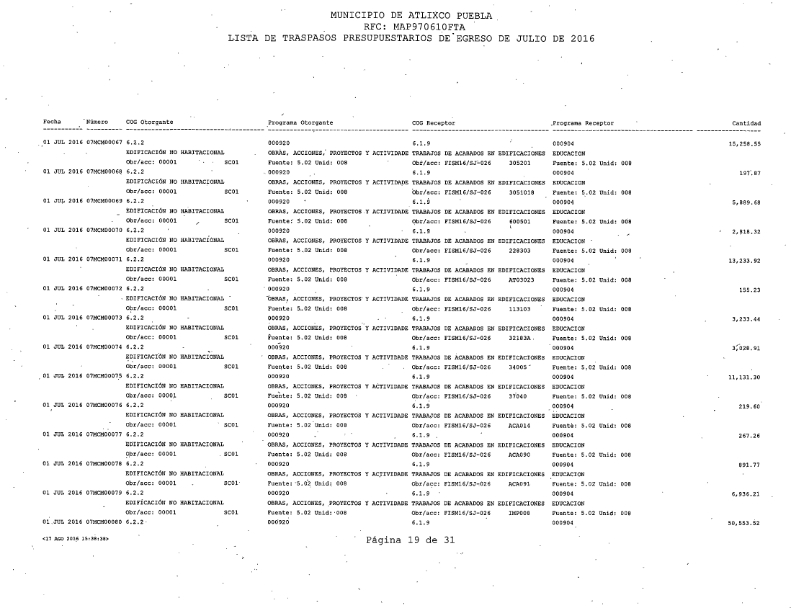 MUNICIPIO DE ATLIXCO PUEBLA
RFC: MAP970610FTA
LISTA DE TRASPASOS PRESUPUESTARIOS DE EGRESO DE JULIO DE 2016
Fecha Número COG Otorgante Programa Otorgante COG Receptor Programa Receptor Cantidad
01 JUL 2016 07MCM00067 6.2.2 000920 6.1.9 000904 15,258.55
EDIFICACIÓN NO HABITACIONAL OBRAS, ACCIONES, PROYECTOS Y ACTIVIDADE TRABAJOS DE ACABADOS EN EDIFICACIONES EDUCACION
Obr/acc: 00001 SC01 Fuente: 5.02 Unid: 008 Obr/acc: FISM16/SJ-026 305201 Fuente: 5.02 Unid: 008
01 JUL 2016 07MCM00068 6.2.2 000920 6.1.9 000904 197.87
EDIFICACIÓN NO HABITACIONAL OBRAS, ACCIONES, PROYECTOS Y ACTIVIDADE TRABAJOS DE ACABADOS EN EDIFICACIONES EDUCACION
Obr/acc: 00001 SC01 Fuente: 5.02 Unid: 008 Obr/acc: FISM16/SJ-026 3051018 Fuente: 5.02 Unid: 008
01 JUL 2016 07MCM00069 6.2.2 000920 6.1.9 000904 5,889.68
EDIFICACIÓN NO HABITACIONAL OBRAS, ACCIONES, PROYECTOS Y ACTIVIDADE TRABAJOS DE ACABADOS EN EDIFICACIONES EDUCACION
Obr/acc: 00001 SC01 Fuente: 5.02 Unid: 008 Obr/acc: FISM16/SJ-026 600501 Fuente: 5.02 Unid: 008
01 JUL 2016 07MCM00070 6.2.2 000920 6.1.9 000904 2,818.32
EDIFICACIÓN NO HABITACIONAL OBRAS, ACCIONES, PROYECTOS Y ACTIVIDADE TRABAJOS DE ACABADOS EN EDIFICACIONES EDUCACION
Obr/acc: 00001 SC01 Fuente: 5.02 Unid: 008 Obr/acc: FISM16/SJ-026 228303 Fuente: 5.02 Unid: 008
01 JUL 2016 07MCM00071 6.2.2 000920 6.1.9 000904 13,233.92
EDIFICACIÓN NO HABITACIONAL OBRAS, ACCIONES, PROYECTOS Y ACTIVIDADE TRABAJOS DE ACABADOS EN EDIFICACIONES EDUCACION
Obr/acc: 00001 SC01 Fuente: 5.02 Unid: 008 Obr/acc: FISM16/SJ-026 AT03023 Fuente: 5.02 Unid: 008
01 JUL 2016 07MCM00072 6.2.2 000920 6.1.9 000904 155.23
EDIFICACIÓN NO HABITACIONAL OBRAS, ACCIONES, PROYECTOS Y ACTIVIDADE TRABAJOS DE ACABADOS EN EDIFICACIONES EDUCACION
Obr/acc: 00001 SC01 Fuente: 5.02 Unid: 008 Obr/acc: FISM16/SJ-026 113103 Fuente: 5.02 Unid: 008
01 JUL 2016 07MCM00073 6.2.2 000920 6.1.9 000904 3,233.44
EDIFICACIÓN NO HABITACIONAL OBRAS, ACCIONES, PROYECTOS Y ACTIVIDADE TRABAJOS DE ACABADOS EN EDIFICACIONES EDUCACION
Obr/acc: 00001 SC01 Fuente: 5.02 Unid: 008 Obr/acc: FISM16/SJ-026 32183A Fuente: 5.02 Unid: 008
01 JUL 2016 07MCM00074 6.2.2 000920 6.1.9 000904 3,028.91
EDIFICACIÓN NO HABITACIONAL OBRAS, ACCIONES, PROYECTOS Y ACTIVIDADE TRABAJOS DE ACABADOS EN EDIFICACIONES EDUCACION
Obr/acc: 00001 SC01 Fuente: 5.02 Unid: 008 Obr/acc: FISM16/SJ-026 34005 Fuente: 5.02 Unid: 008
01 JUL 2016 07MCM00075 6.2.2 000920 6.1.9 000904 11,131.30
EDIFICACIÓN NO HABITACIONAL OBRAS, ACCIONES, PROYECTOS Y ACTIVIDADE TRABAJOS DE ACABADOS EN EDIFICACIONES EDUCACION
Obr/acc: 00001 SC01 Fuente: 5.02 Unid: 008 Obr/acc: FISM16/SJ-026 37040 Fuente: 5.02 Unid: 008
01 JUL 2016 07MCM00076 6.2.2 000920 6.1.9 000904 219.60
EDIFICACIÓN NO HABITACIONAL OBRAS, ACCIONES, PROYECTOS Y ACTIVIDADE TRABAJOS DE ACABADOS EN EDIFICACIONES EDUCACION
Obr/acc: 00001 SC01 Fuente: 5.02 Unid: 008 Obr/acc: FISM16/SJ-026 ACA016 Fuente: 5.02 Unid: 008
01 JUL 2016 07MCM00077 6.2.2 000920 6.1.9 000904 267.26
EDIFICACIÓN NO HABITACIONAL OBRAS, ACCIONES, PROYECTOS Y ACTIVIDADE TRABAJOS DE ACABADOS EN EDIFICACIONES EDUCACION
Obr/acc: 00001 SC01 Fuente: 5.02 Unid: 008 Obr/acc: FISM16/SJ-026 ACA090 Fuente: 5.02 Unid: 008
01 JUL 2016 07MCM00078 6.2.2 000920 6.1.9 000904 891.77
EDIFICACIÓN NO HABITACIONAL OBRAS, ACCIONES, PROYECTOS Y ACTIVIDADE TRABAJOS DE ACABADOS EN EDIFICACIONES EDUCACION
Obr/acc: 00001 SC01 Fuente: 5.02 Unid: 008 Obr/acc: FISM16/SJ-026 ACA091 Fuente: 5.02 Unid: 008
01 JUL 2016 07MCM00079 6.2.2 000920 6.1.9 000904 6,936.21
EDIFICACIÓN NO HABITACIONAL OBRAS, ACCIONES, PROYECTOS Y ACTIVIDADE TRABAJOS DE ACABADOS EN EDIFICACIONES EDUCACION
Obr/acc: 00001 SC01 Fuente: 5.02 Unid: 008 Obr/acc: FISM16/SJ-026 IMP008 Fuente: 5.02 Unid: 008
01 JUL 2016 07MCM00080 6.2.2 000920 6.1.9 000904 50,553.52
<17 AGO 2016 Página 19 de 31